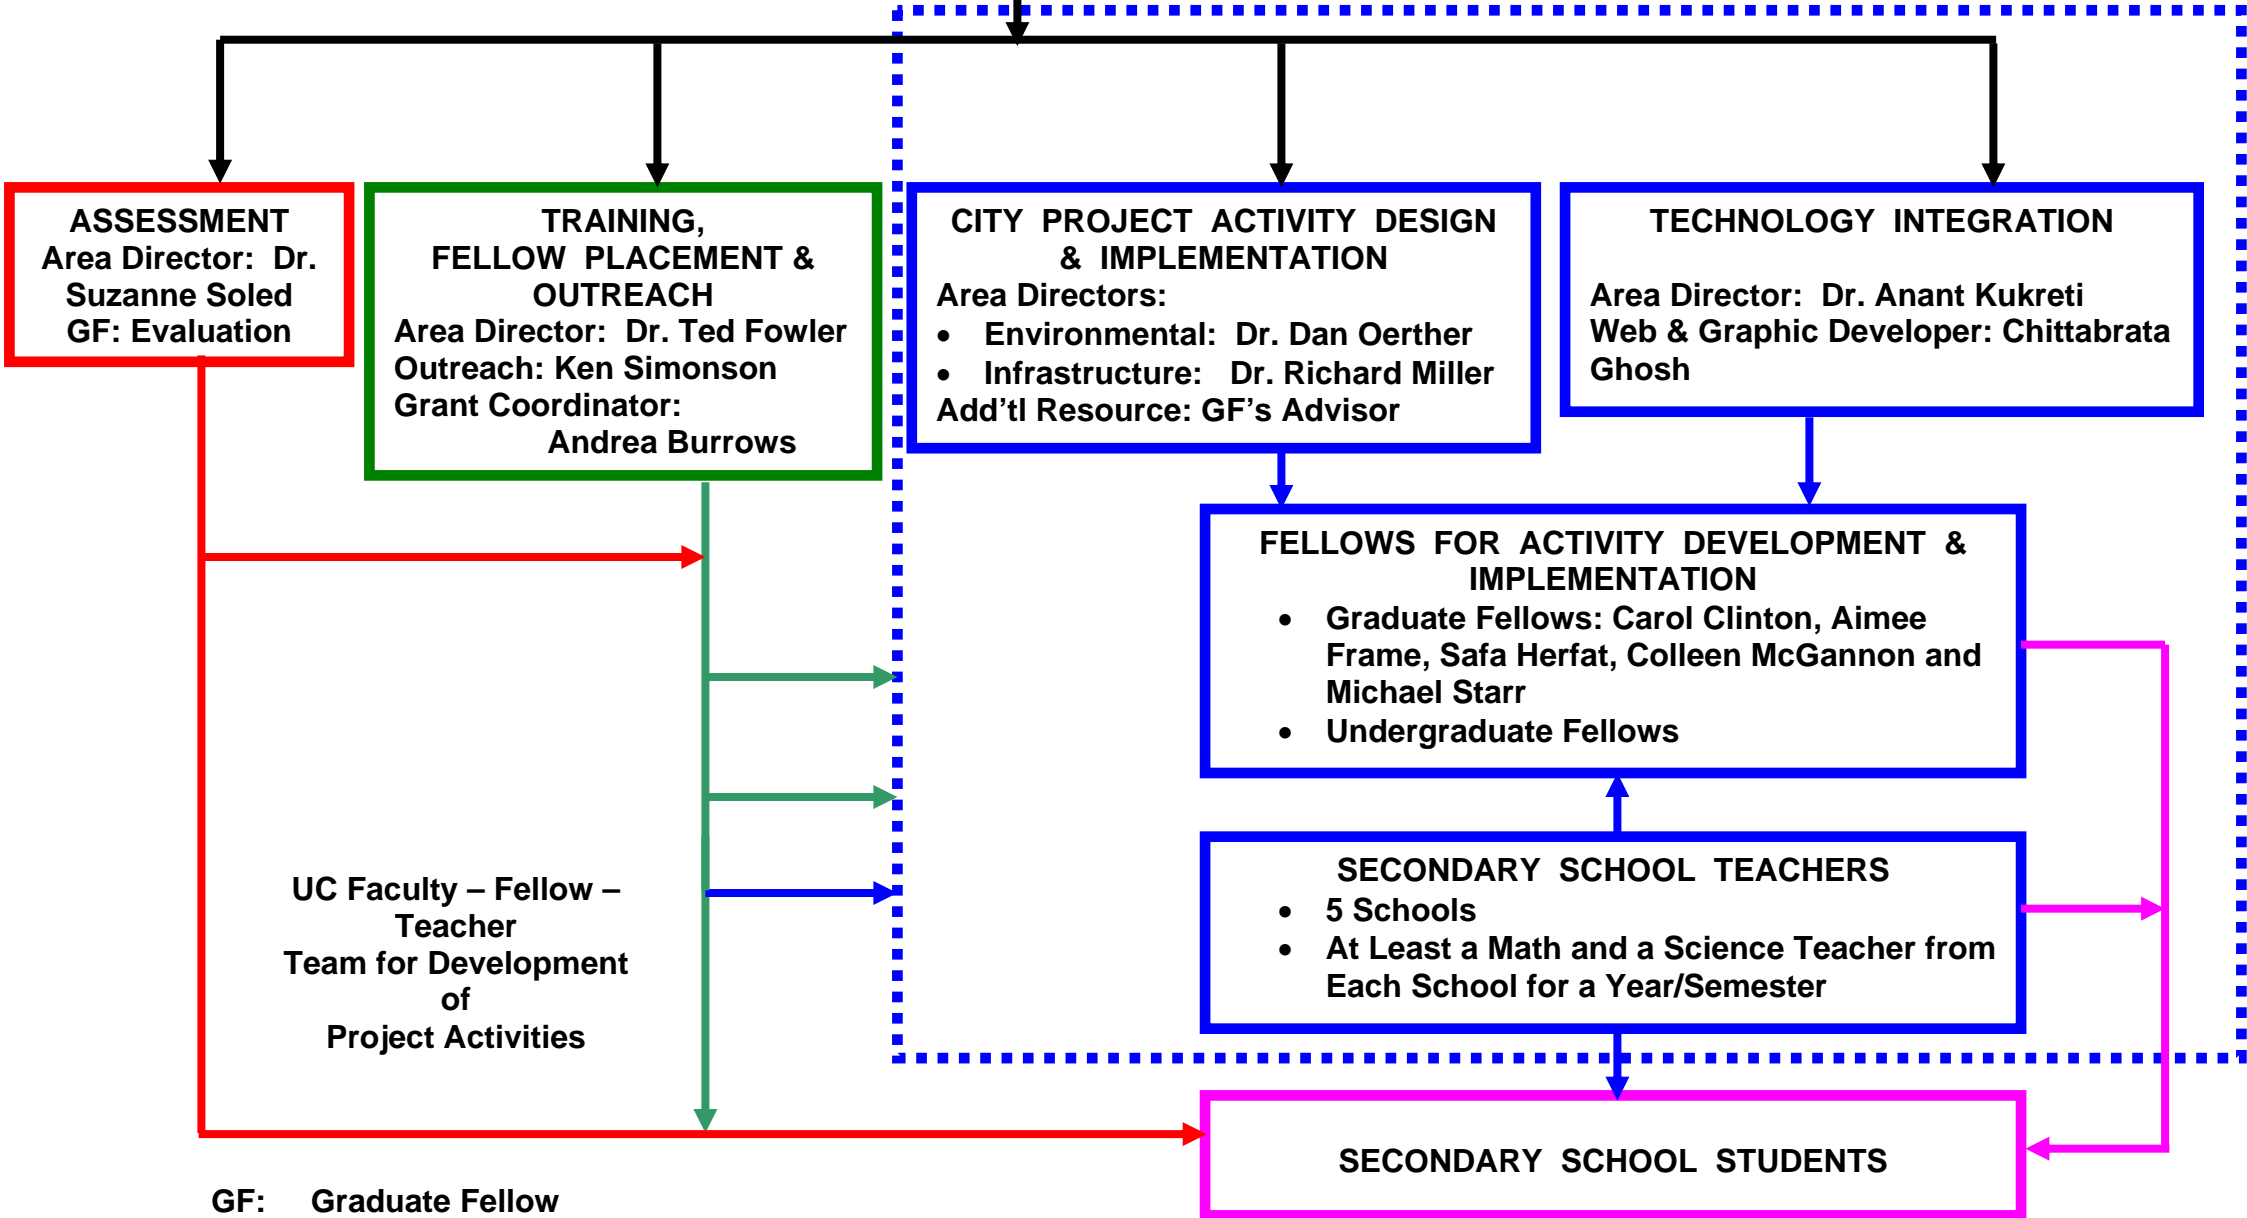 ASSESSMENT
Area Director: Dr.
Suzanne Soled
GF: Evaluation
TRAINING,
FELLOW PLACEMENT &
OUTREACH
Area Director: Dr. Ted Fowler
Outreach: Ken Simonson
Grant Coordinator:
Andrea Burrows
CITY PROJECT ACTIVITY DESIGN
& IMPLEMENTATION
Area Directors:
• Environmental: Dr. Dan Oerther
• Infrastructure: Dr. Richard Miller
Add'tl Resource: GF's Advisor
TECHNOLOGY INTEGRATION
Area Director: Dr. Anant Kukreti
Web & Graphic Developer: Chittabrata
Ghosh
FELLOWS FOR ACTIVITY DEVELOPMENT &
IMPLEMENTATION
• Graduate Fellows: Carol Clinton, Aimee
Frame, Safa Herfat, Colleen McGannon and
Michael Starr
• Undergraduate Fellows
UC Faculty – Fellow –
Teacher
Team for Development
of
Project Activities
SECONDARY SCHOOL TEACHERS
• 5 Schools
• At Least a Math and a Science Teacher from
Each School for a Year/Semester
SECONDARY SCHOOL STUDENTS
GF: Graduate Fellow